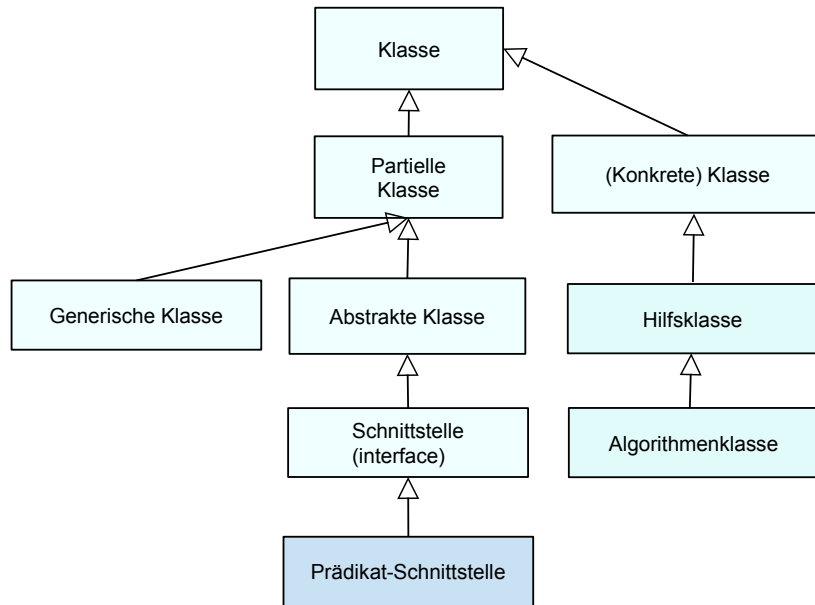 Klasse
Partielle
Klasse
(Konkrete) Klasse
Generische Klasse
Abstrakte Klasse
Hilfsklasse
Schnittstelle
(interface)
Algorithmenklasse
Prädikat-Schnittstelle